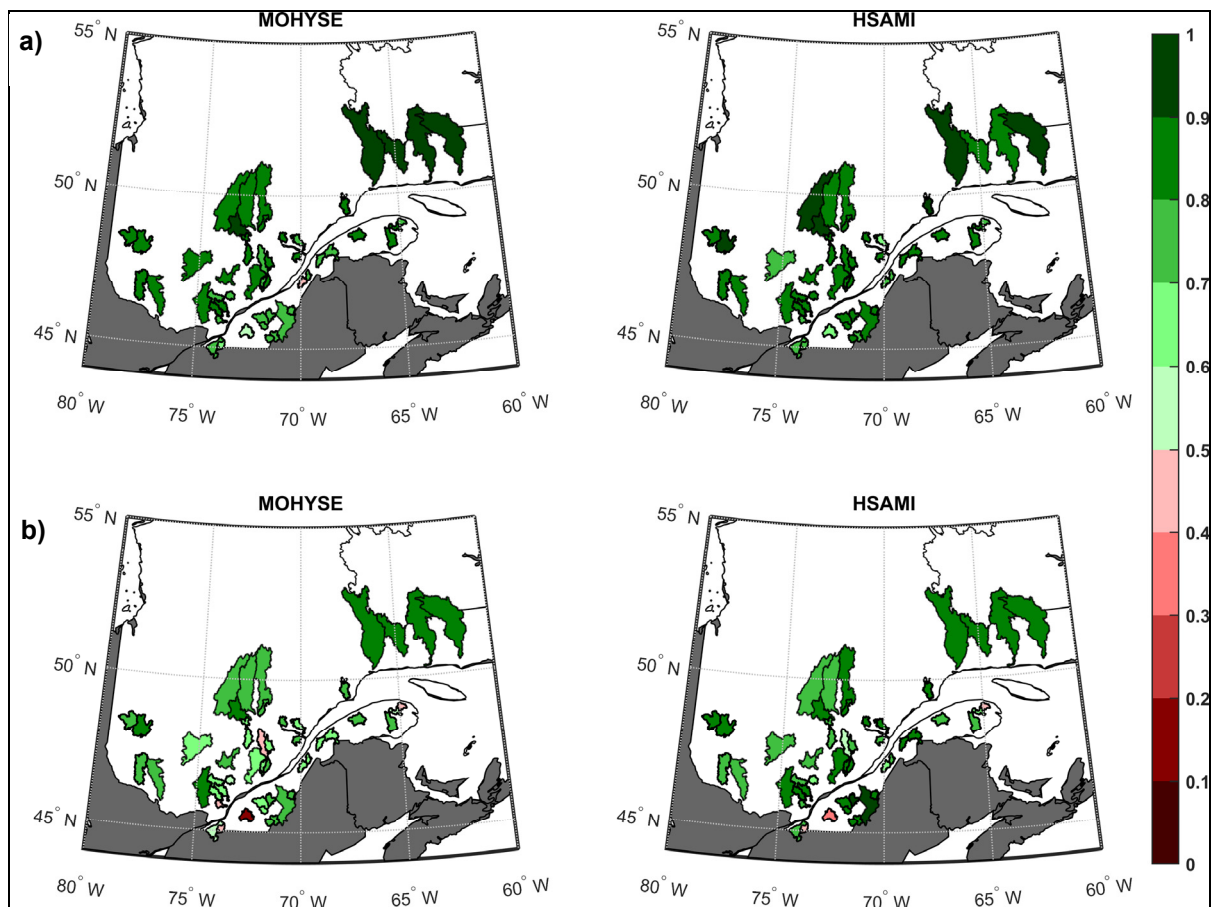 MOHYSE
HSAMI
a)
55° N
50° N
45° N
80° W
75° W
70° W
65° W
60° W
55° N
50° N
45° N
80° W
75° W
70° W
65° W
60° W
1
0.9
0.8
0.7
0.6
0.5
0.4
0.3
0.2
0.1
0
MOHYSE
HSAMI
b)
55° N
50° N
45° N
80° W
75° W
70° W
65° W
60° W
55° N
50° N
45° N
80° W
75° W
70° W
65° W
60° W